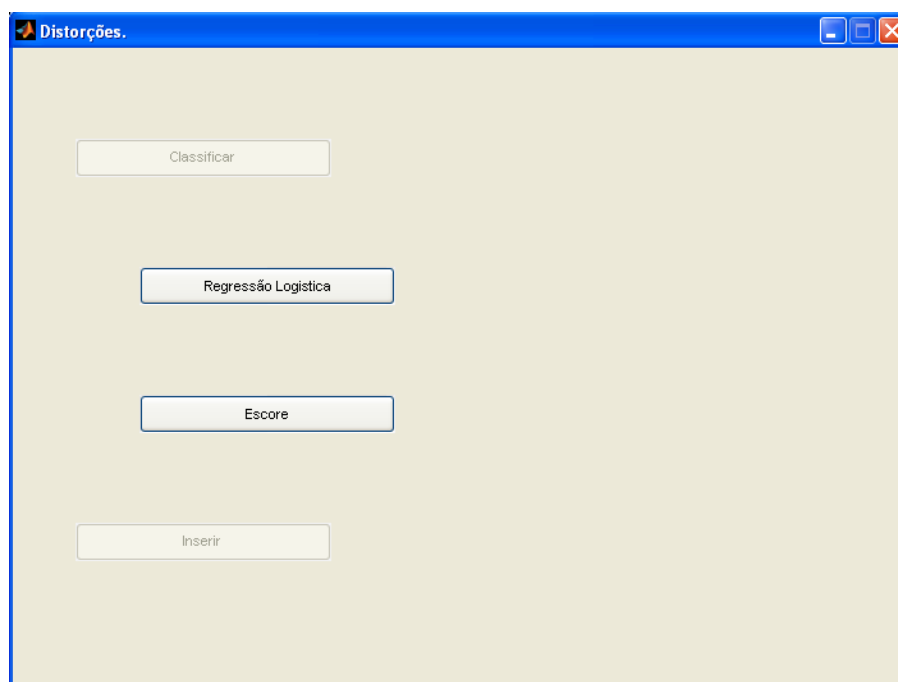 Distorções.
Classificar
Regressão Logistica
Escore
Inserir